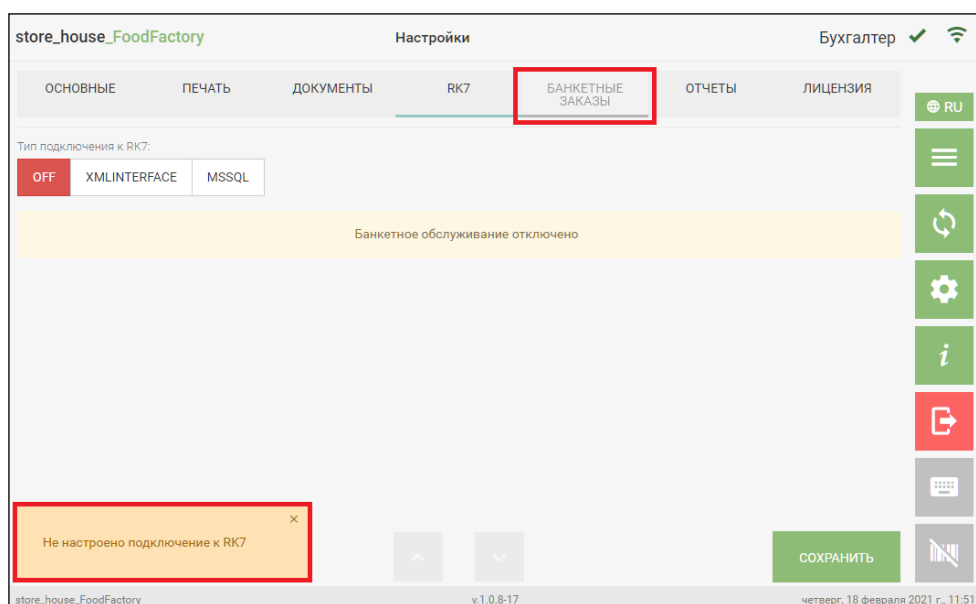 store_house_FoodFactory Настройки Бухгалтер
ОСНОВНЫЕ ПЕЧАТЬ ДОКУМЕНТЫ RK7 БАНКЕТНЫЕ ЗАКАЗЫ ОТЧЕТЫ ЛИЦЕНЗИЯ
RU
Тип подключения к RK7:
OFF XMLINTERFACE MSSQL
Банкетное обслуживание отключено
i
×
Не настроено подключение к RK7
СОХРАНИТЬ
store_house_FoodFactory v.1.0.8-17 четверг, 18 февраля 2021 г., 11:51